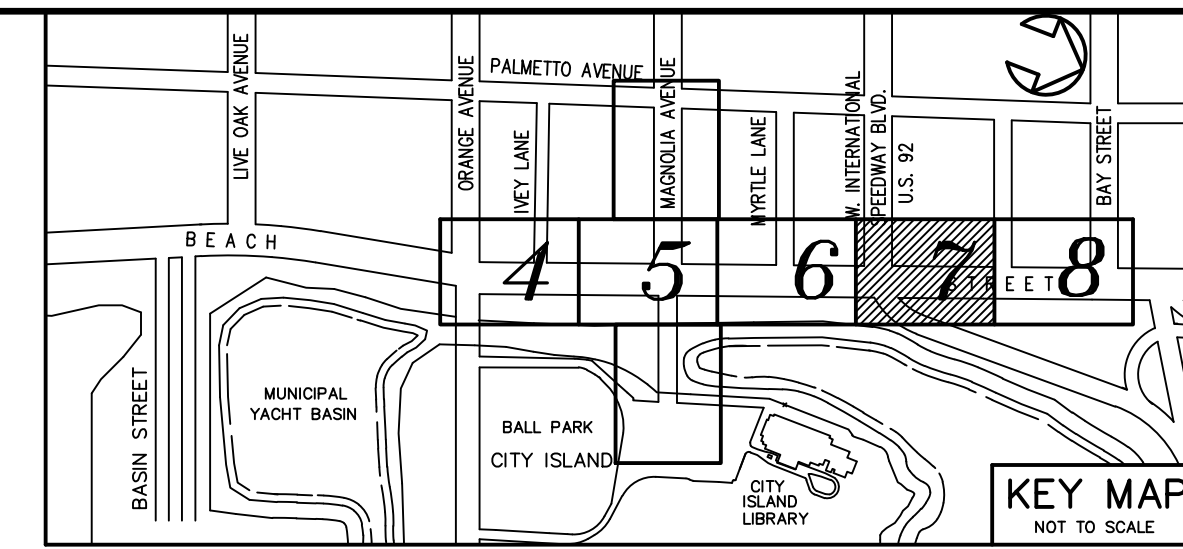 PALMETTO AVENUE
LIVE OAK AVENUE
ORANGE AVENUE
IVEY LANE
MAGNOLIA AVENUE
MYRTLE LANE
W. INTERNATIONAL
SPEEDWAY BLVD.
U.S. 92
BAY STREET
BEACH
STREET
4
5
6
7
8
BASIN STREET
MUNICIPAL
YACHT BASIN
BALL PARK
CITY ISLAND
CITY
ISLAND
LIBRARY
KEY MAP
NOT TO SCALE